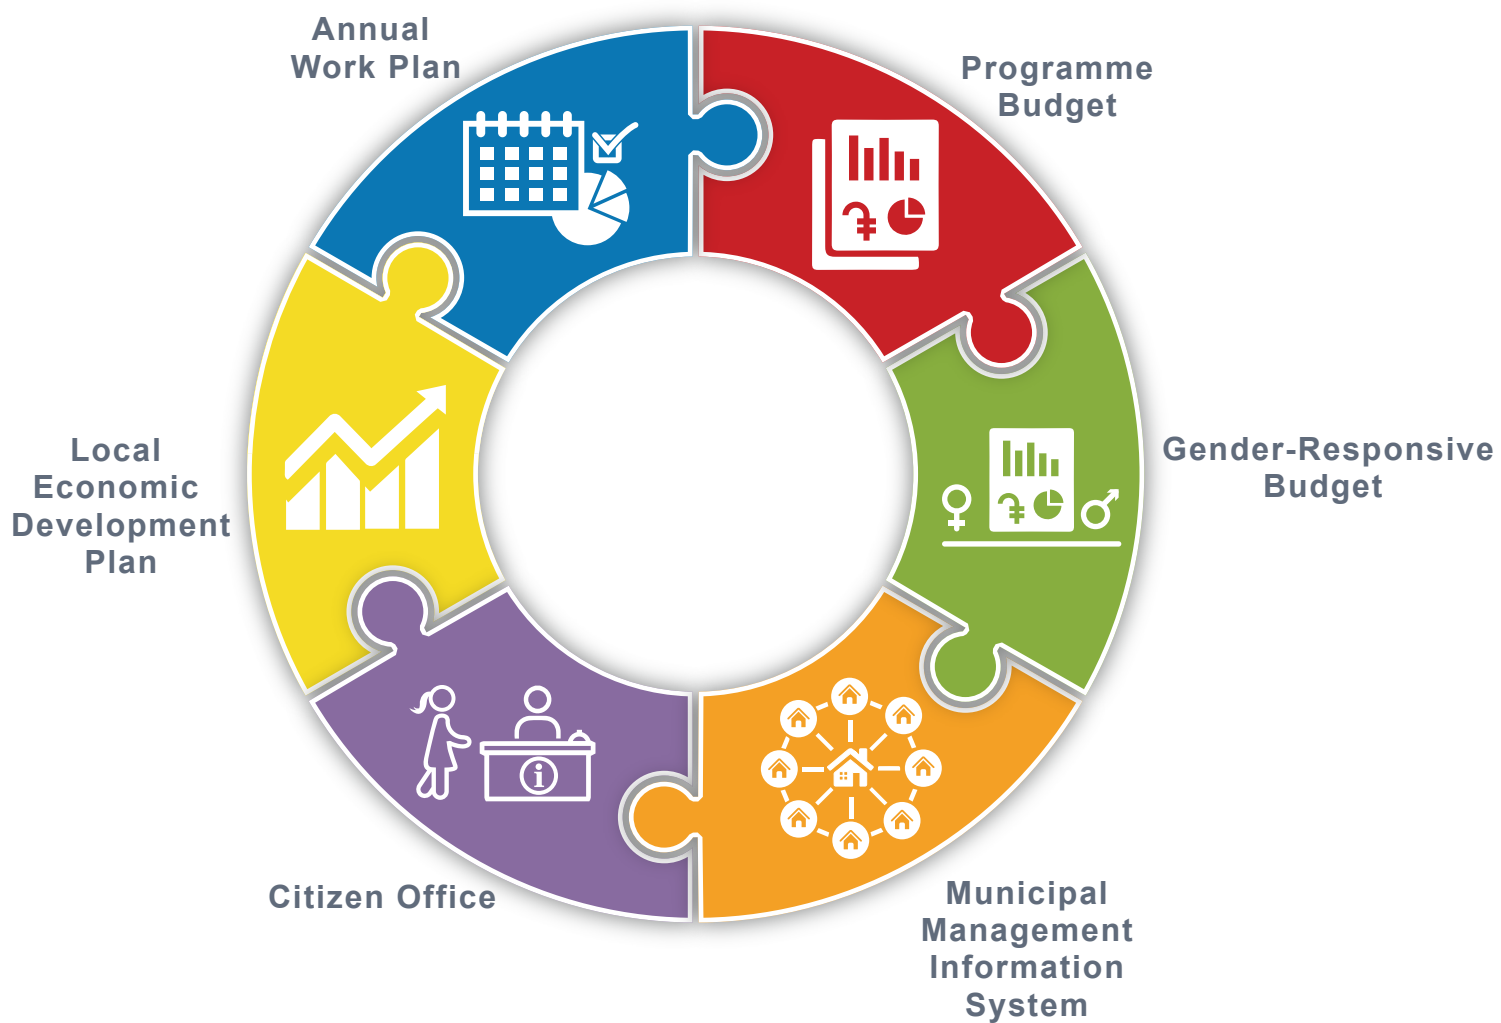 Annual
Work Plan
Programme
Budget
Gender-Responsive
Budget
Municipal
Management
Information
System
Citizen Office
Local
Economic
Development
Plan
i